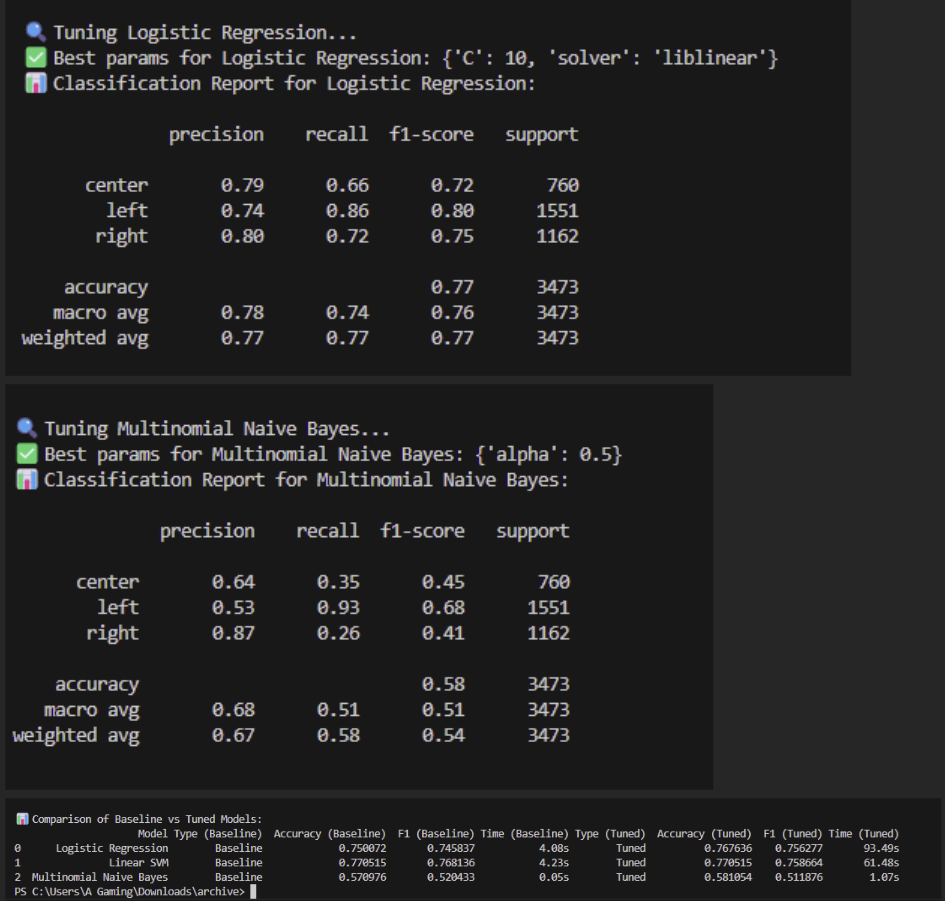 🔍 Tuning Logistic Regression...
✅ Best params for Logistic Regression: {'C': 10, 'solver': 'liblinear'}
📊 Classification Report for Logistic Regression:
precision recall f1-score support
center 0.79 0.66 0.72 760
left 0.74 0.86 0.80 1551
right 0.80 0.72 0.75 1162
accuracy 0.77 3473
macro avg 0.78 0.74 0.76 3473
weighted avg 0.77 0.77 0.77 3473
🔍 Tuning Multinomial Naive Bayes...
✅ Best params for Multinomial Naive Bayes: {'alpha': 0.5}
📊 Classification Report for Multinomial Naive Bayes:
precision recall f1-score support
center 0.64 0.35 0.45 760
left 0.53 0.93 0.68 1551
right 0.87 0.26 0.41 1162
accuracy 0.58 3473
macro avg 0.68 0.51 0.51 3473
weighted avg 0.67 0.58 0.54 3473
📊 Comparison of Baseline vs Tuned Models:
Model Type (Baseline) Accuracy (Baseline) F1 (Baseline) Time (Baseline) Type (Tuned) Accuracy (Tuned) F1 (Tuned) Time (Tuned)
0 Logistic Regression Baseline 0.750072 0.745837 4.08s Tuned 0.767636 0.756277 93.49s
1 Linear SVM Baseline 0.770515 0.768136 4.23s Tuned 0.770515 0.758664 61.48s
2 Multinomial Naive Bayes Baseline 0.570976 0.520433 0.05s Tuned 0.581054 0.511876 1.07s
PS C:\Users\A Gaming\Downloads\archive>